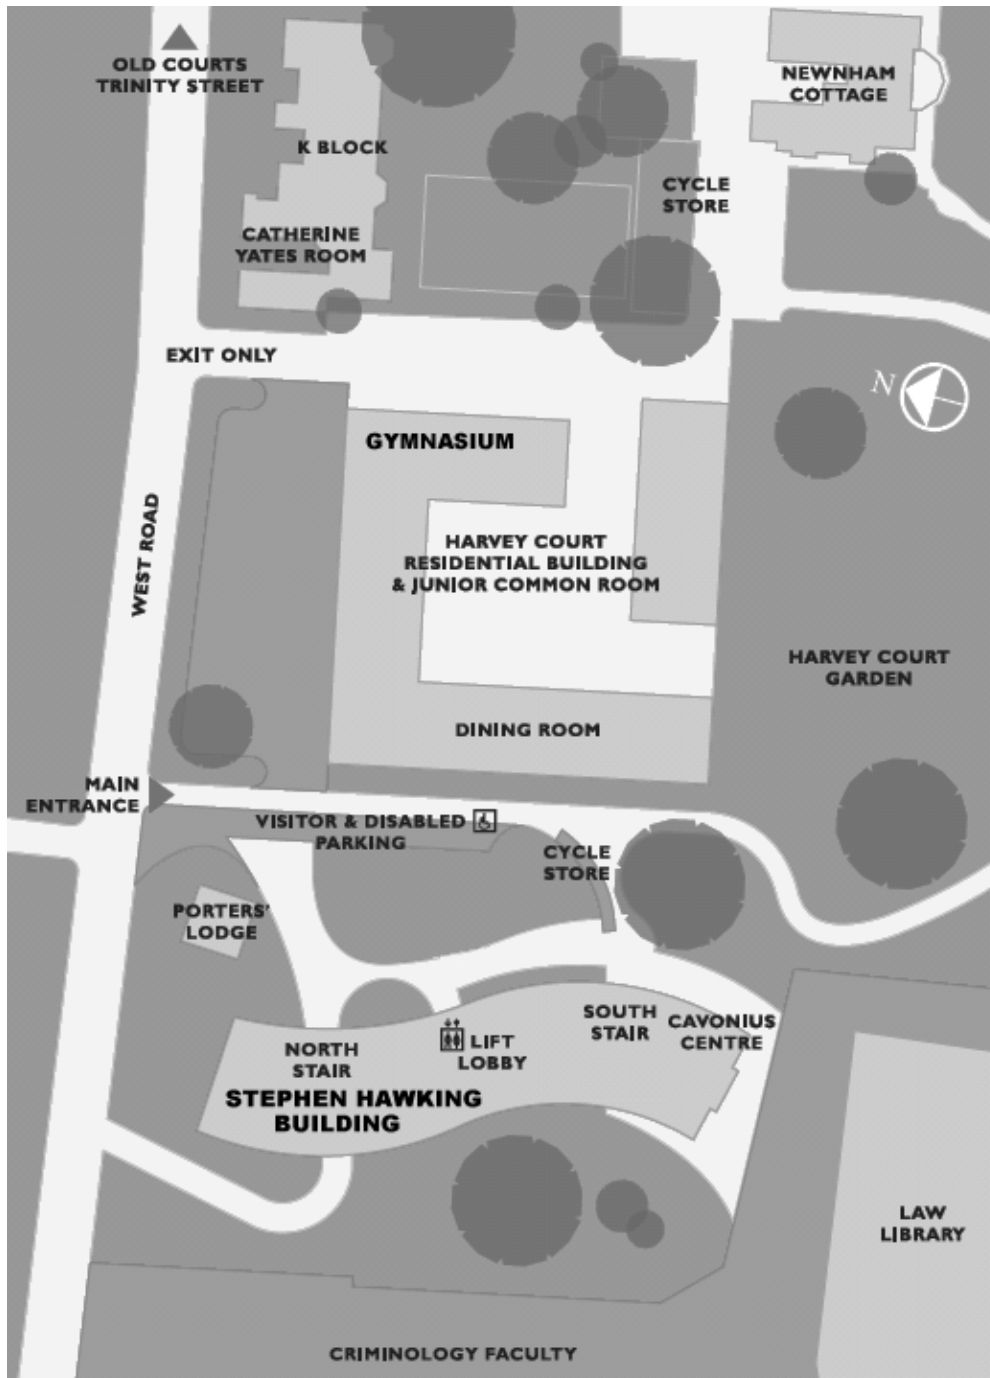 OLD COURTS
TRINITY STREET
NEWNHAM
COTTAGE
K BLOCK
CYCLE
STORE
CATHERINE
YATES ROOM
EXIT ONLY
N
GYMNASIUM
WEST ROAD
HARVEY COURT
RESIDENTIAL BUILDING
& JUNIOR COMMON ROOM
HARVEY COURT
GARDEN
DINING ROOM
MAIN
ENTRANCE
VISITOR & DISABLED
PARKING
CYCLE
STORE
PORTERS'
LODGE
SOUTH
STAIR
CAVONIUS
CENTRE
NORTH
STAIR
LIFT
LOBBY
STEPHEN HAWKING
BUILDING
LAW
LIBRARY
CRIMINOLOGY FACULTY